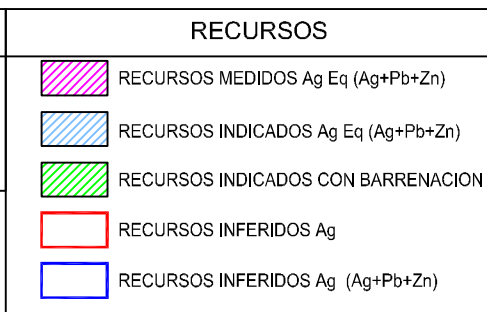 RECURSOS
RECURSOS MEDIDOS Ag Eq (Ag+Pb+Zn)
RECURSOS INDICADOS Ag Eq (Ag+Pb+Zn)
RECURSOS INDICADOS CON BARRENACION
RECURSOS INFERIDOS Ag
RECURSOS INFERIDOS Ag (Ag+Pb+Zn)